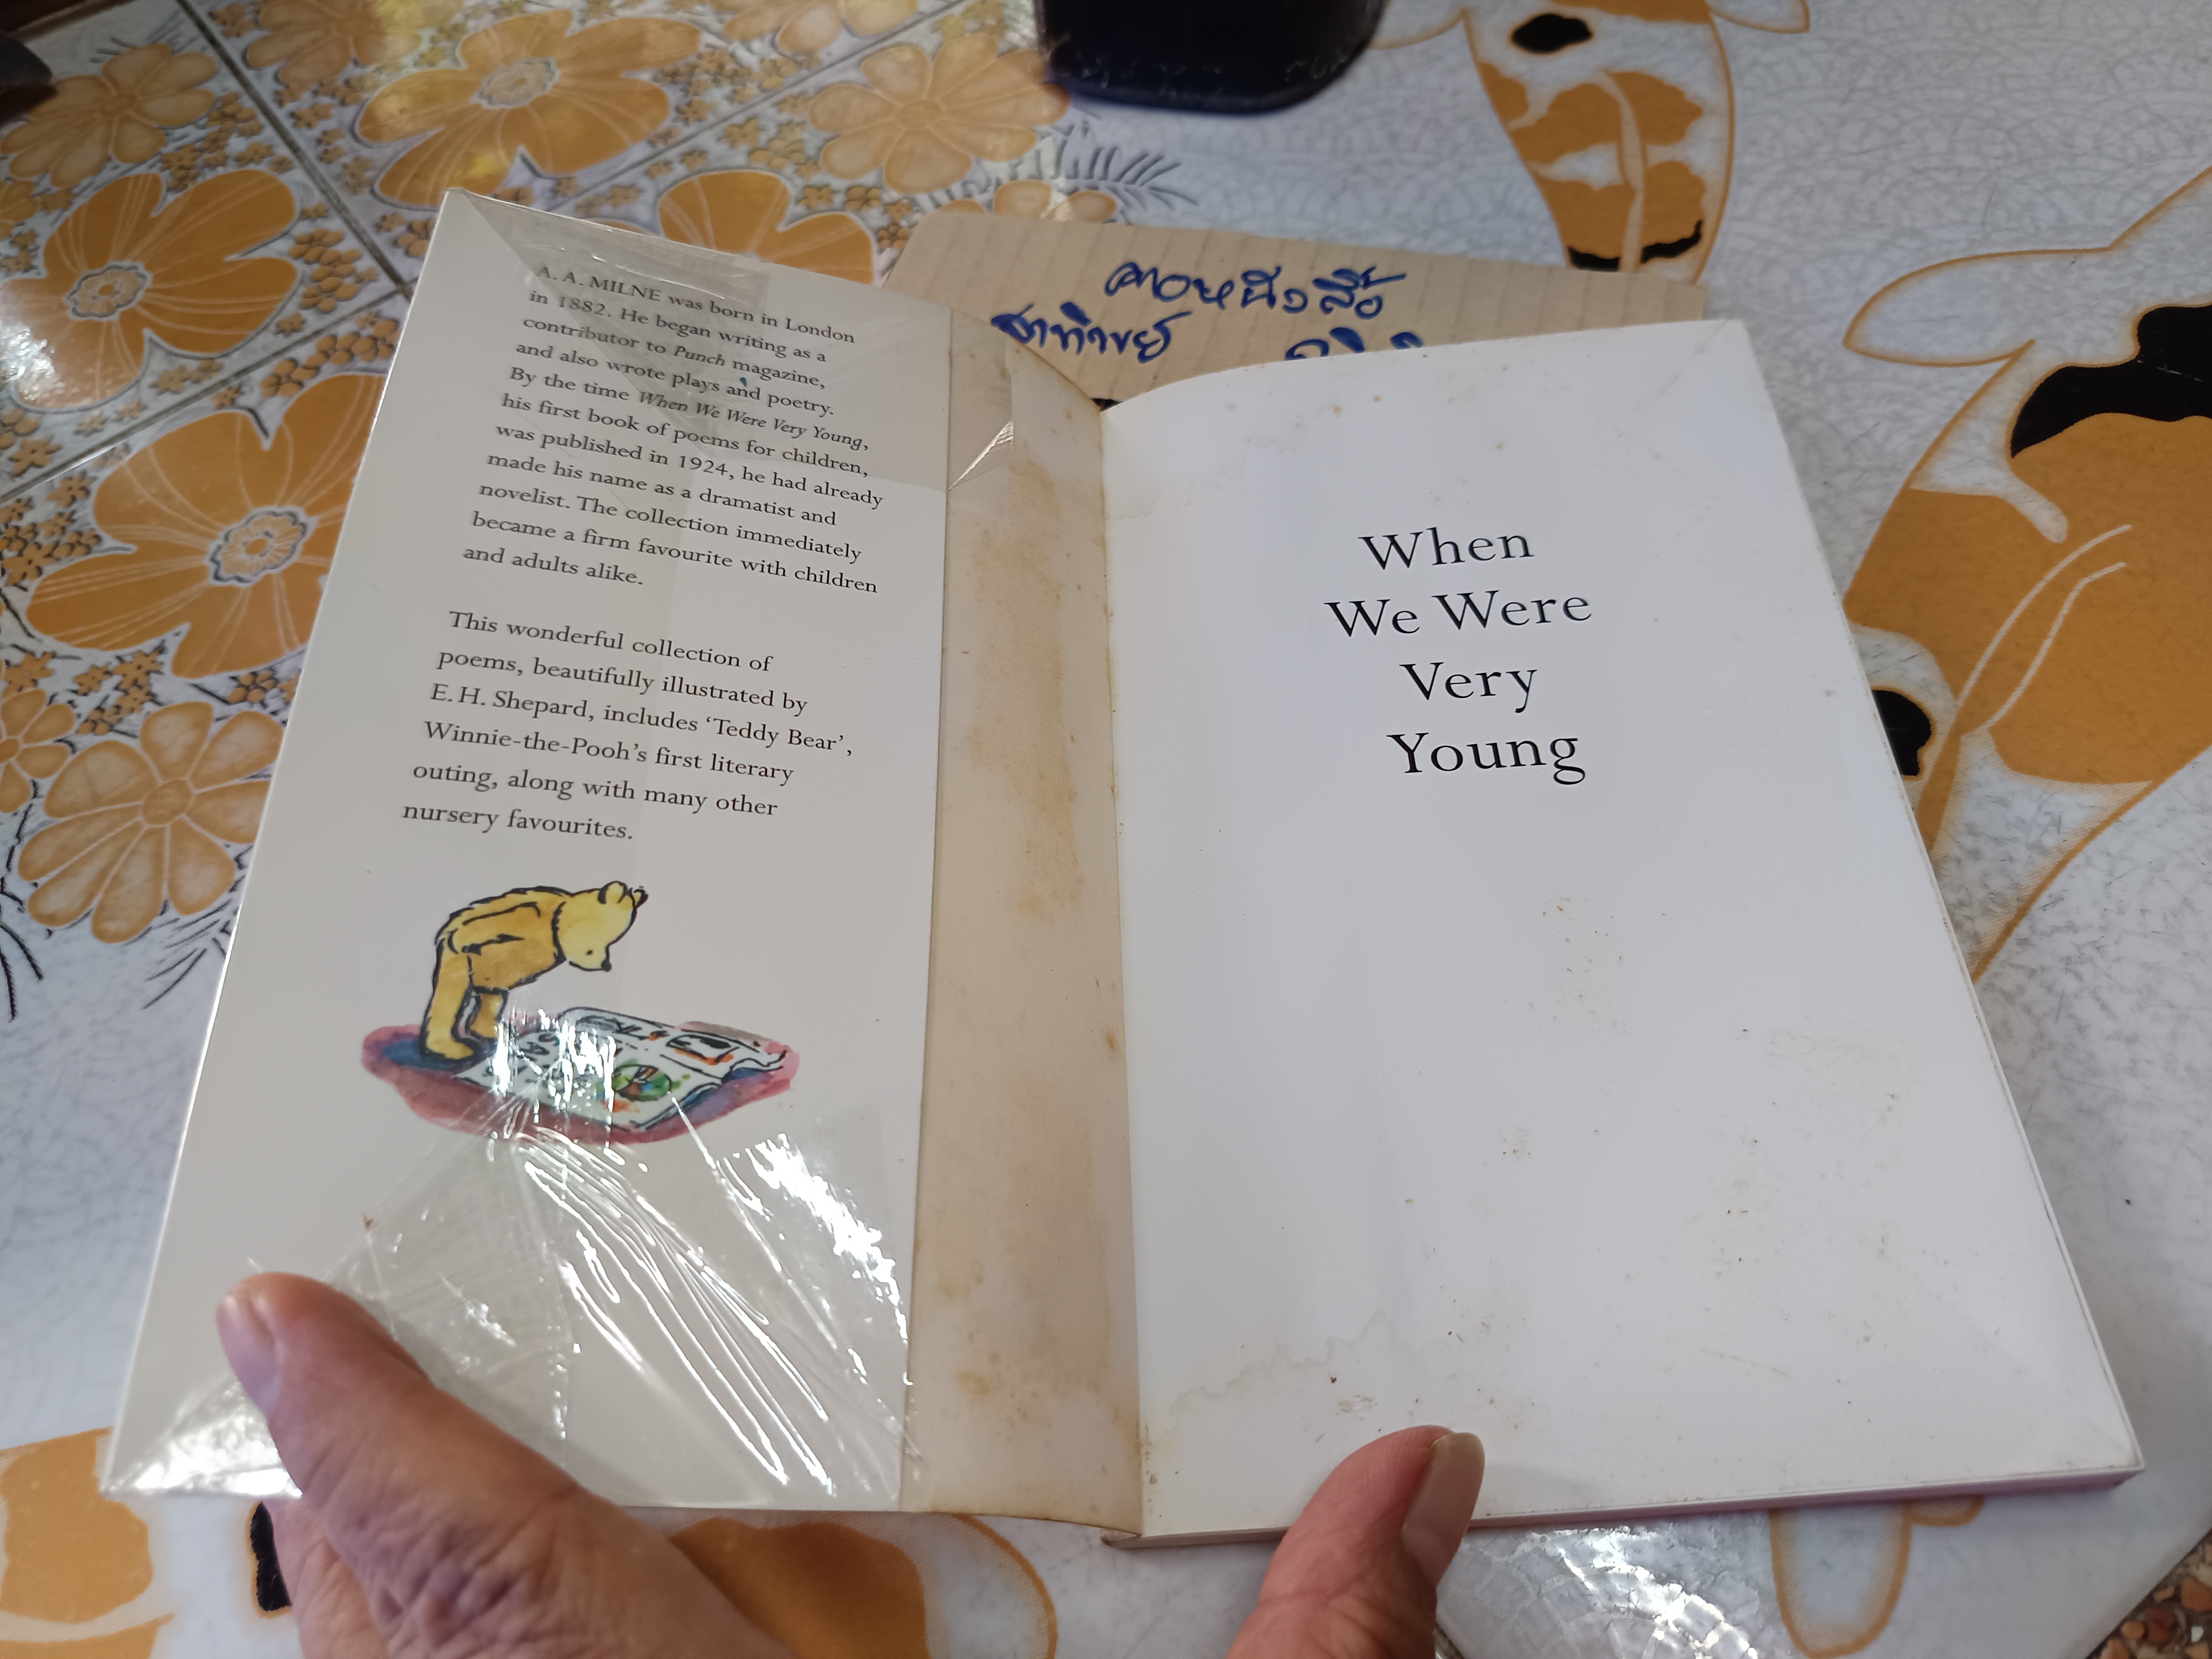 A. A. MILNE was born in London
in 1882. He began writing as a
contributor to Punch magazine,
and also wrote plays and poetry.
By the time When We Were Very Young,
his first book of poems for children,
was published in 1924, he had already
made his name as a dramatist and
novelist. The collection immediately
became a firm favourite with children
and adults alike.
This wonderful collection of
poems, beautifully illustrated by
E. H. Shepard, includes ‘Teddy Bear’,
Winnie-the-Pooh’s first literary
outing, along with many other
nursery favourites.
When
We Were
Very
Young